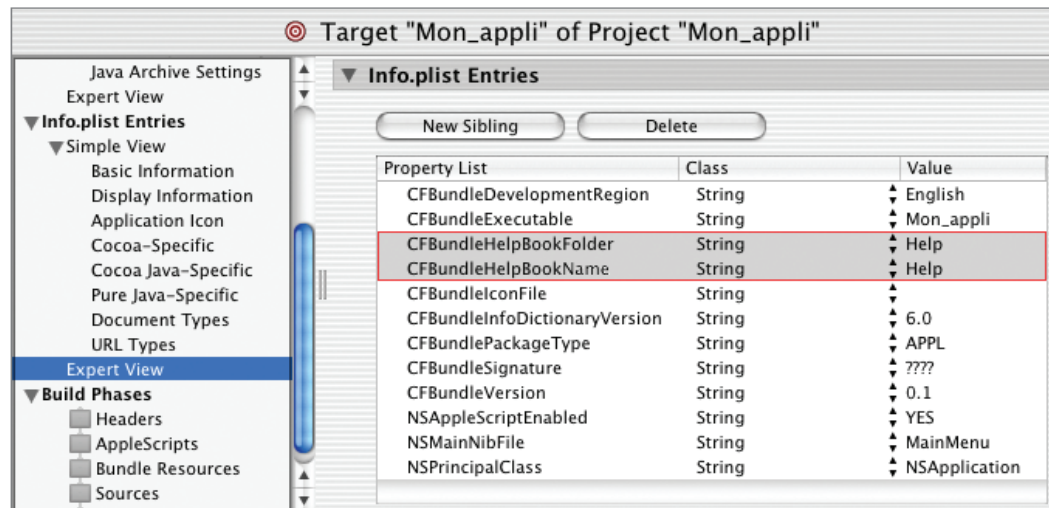 Target "Mon_appli" of Project "Mon_appli"
Java Archive Settings
Expert View
Info.plist Entries
Simple View
Basic Information
Display Information
Application Icon
Cocoa-Specific
Cocoa Java-Specific
Pure Java-Specific
Document Types
URL Types
Expert View
Build Phases
Headers
AppleScripts
Bundle Resources
Sources
Info.plist Entries
New Sibling Delete
Property List Class Value
CFBundleDevelopmentRegion String English
CFBundleExecutable String Mon_appli
CFBundleHelpBookFolder String Help
CFBundleHelpBookName String Help
CFBundleIconFile String
CFBundleInfoDictionaryVersion String 6.0
CFBundlePackageType String APPL
CFBundleSignature String ????
CFBundleVersion String 0.1
NSAppleScriptEnabled String YES
NSMainNibFile String MainMenu
NSPrincipalClass String NSApplication